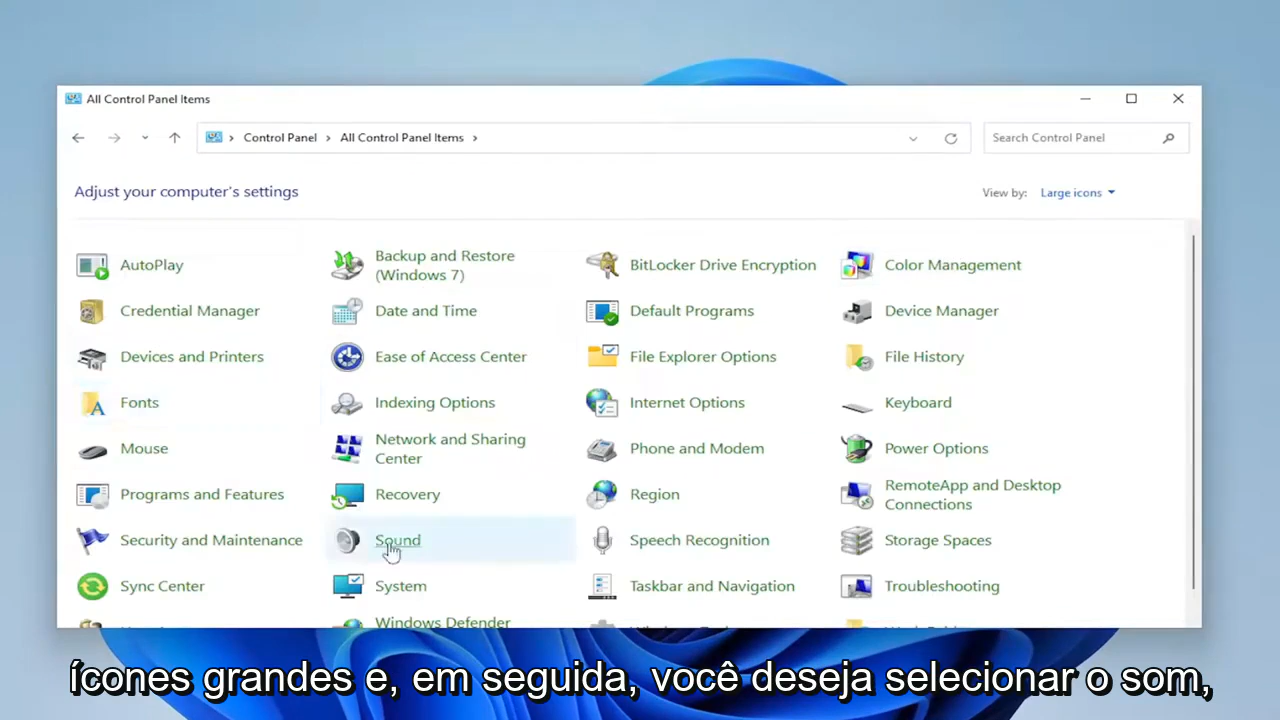 All Control Panel Items
Control Panel All Control Panel Items
Search Control Panel
Adjust your computer's settings
View by: Large icons
AutoPlay
Backup and Restore
(Windows 7)
BitLocker Drive Encryption
Color Management
Credential Manager
Date and Time
Default Programs
Device Manager
Devices and Printers
Ease of Access Center
File Explorer Options
File History
Fonts
Indexing Options
Internet Options
Keyboard
Mouse
Network and Sharing
Center
Phone and Modem
Power Options
Programs and Features
Recovery
Region
RemoteApp and Desktop
Connections
Security and Maintenance
Sound
Speech Recognition
Storage Spaces
Sync Center
System
Taskbar and Navigation
Troubleshooting
Windows Defender
ícones grandes e, em seguida, você deseja selecionar o som,